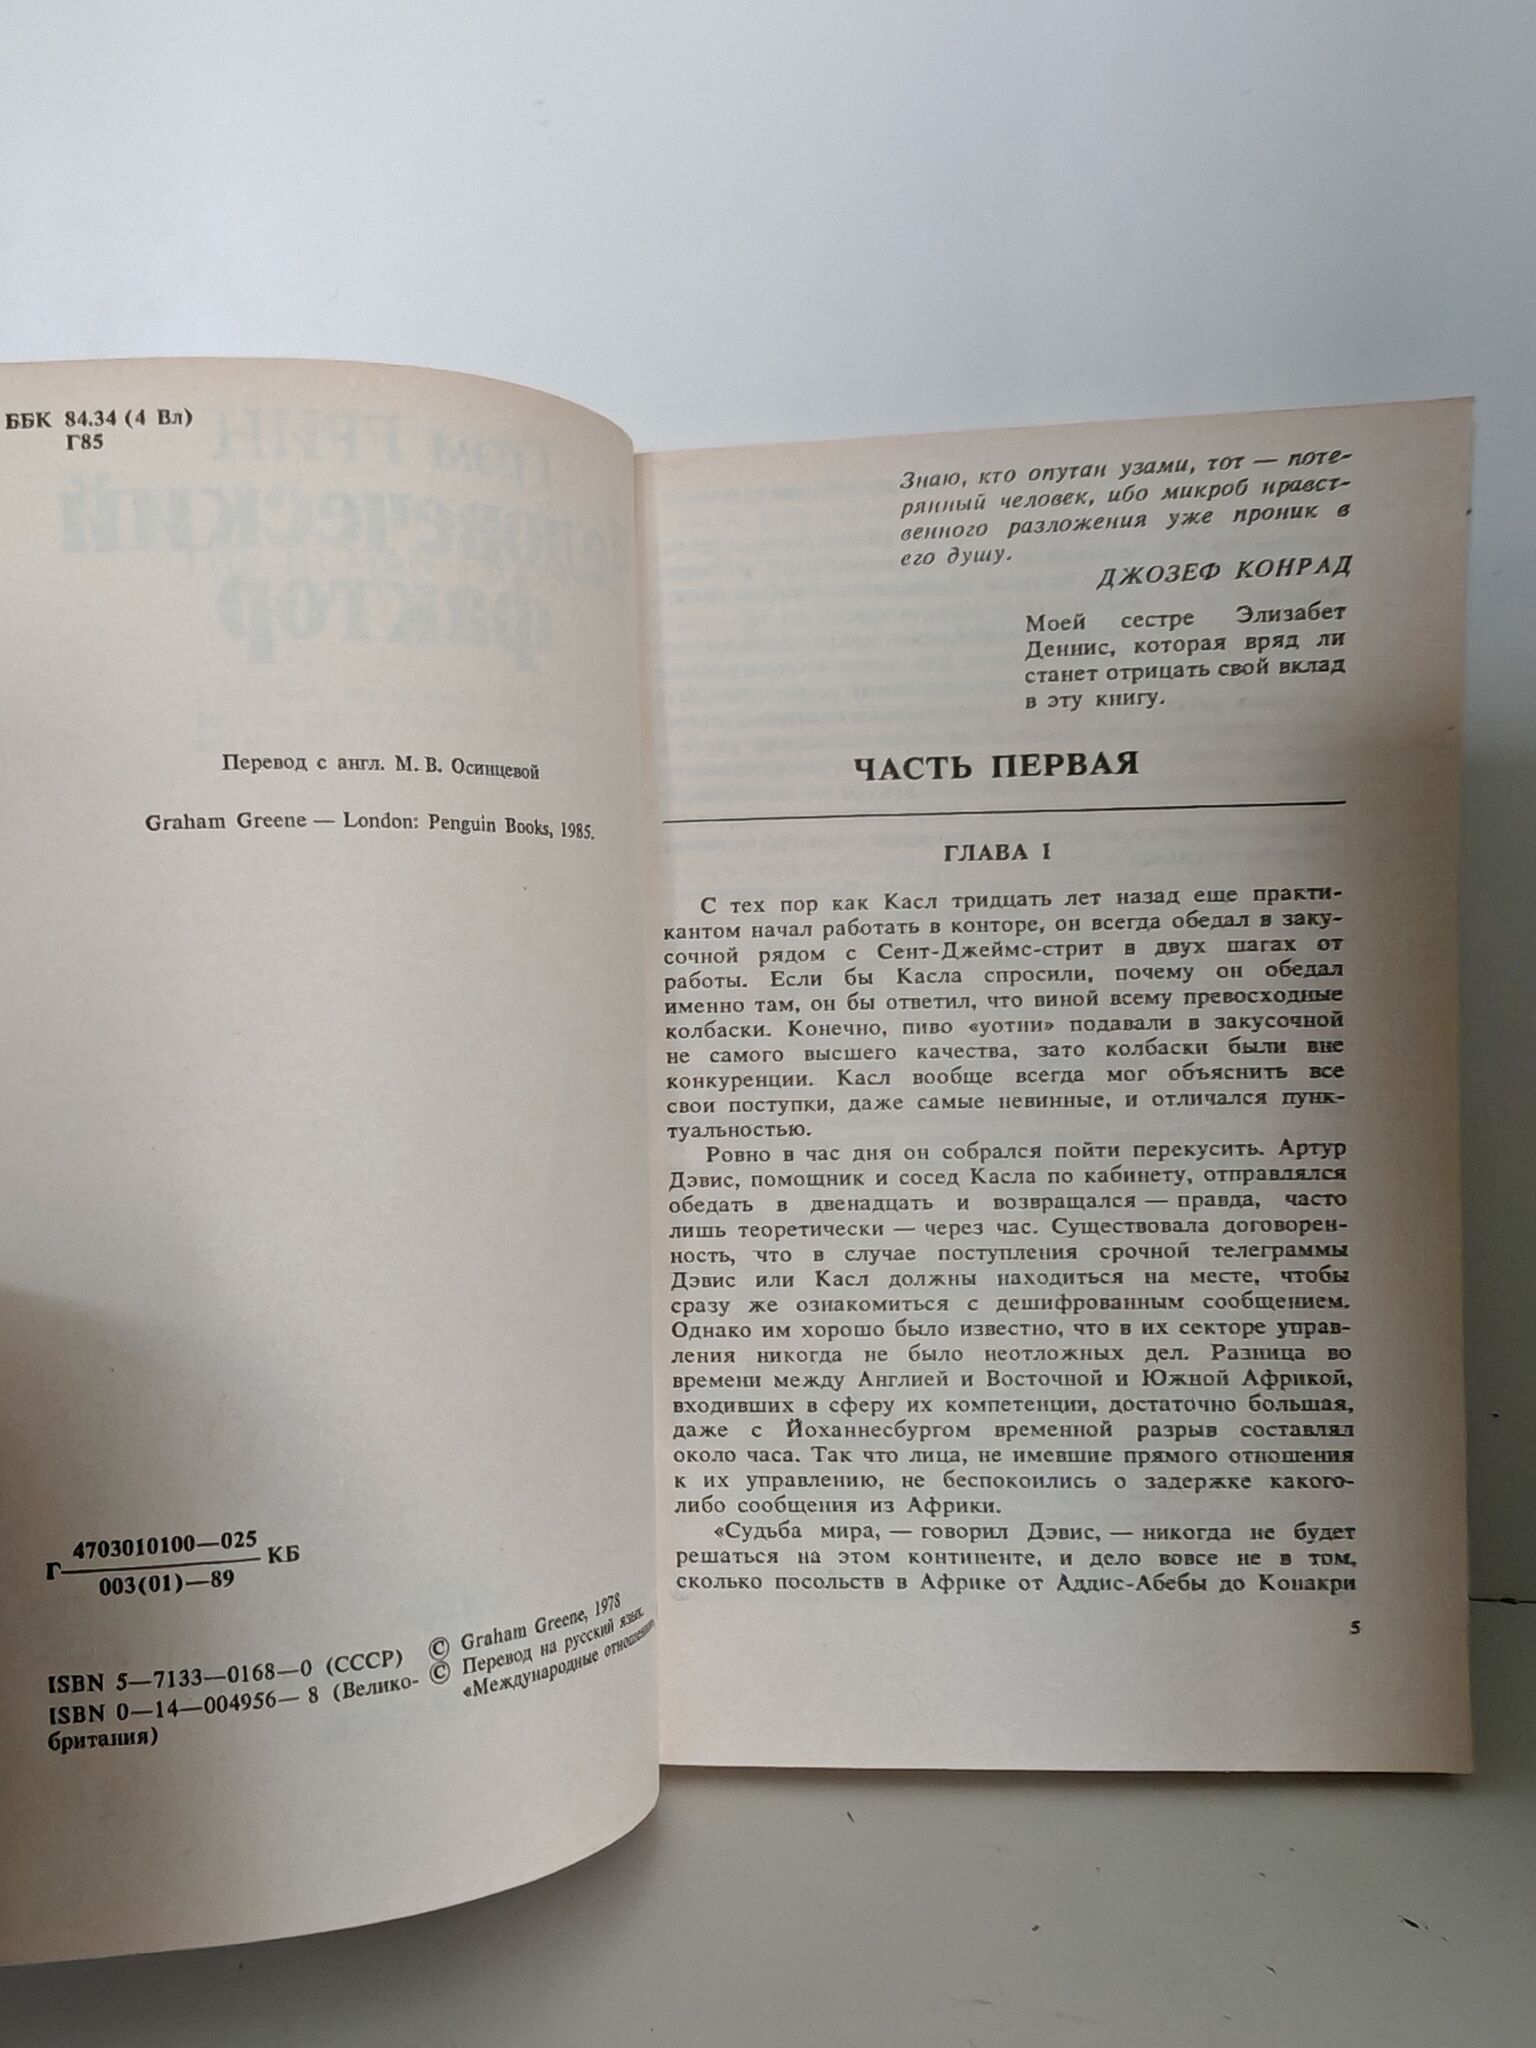 ББК 84.34 (4 Вл)
Г85
Перевод с англ. М. В. Осинцевой
Graham Greene — London: Penguin Books, 1985.
Г 4703010100—025 КБ
003(01)—89
ISBN 5—7133—0168—0 (СССР)
ISBN 0—14—004956— 8 (Велико-
британия)
© Graham Greene, 1978
© Перевод на русский язык
«Международные отношения»
Знаю, кто опутан узами, тот — поте-
рянный человек, ибо микроб нравст-
венного разложения уже проник в
его душу.
ДЖОЗЕФ КОНРАД
Моей сестре Элизабет
Деннис, которая вряд ли
станет отрицать свой вклад
в эту книгу.
ЧАСТЬ ПЕРВАЯ
ГЛАВА I
С тех пор как Касл тридцать лет назад еще практи-
кантом начал работать в конторе, он всегда обедал в заку-
сочной рядом с Сент-Джеймс-стрит в двух шагах от
работы. Если бы Касла спросили, почему он обедал
именно там, он бы ответил, что виной всему превосходные
колбаски. Конечно, пиво «уотни» подавали в закусочной
не самого высшего качества, зато колбаски были вне
конкуренции. Касл вообще всегда мог объяснить все
свои поступки, даже самые невинные, и отличался пунк-
туальностью.
Ровно в час дня он собрался пойти перекусить. Артур
Дэвис, помощник и сосед Касла по кабинету, отправлялся
обедать в двенадцать и возвращался — правда, часто
лишь теоретически — через час. Существовала договорен-
ность, что в случае поступления срочной телеграммы
Дэвис или Касл должны находиться на месте, чтобы
сразу же ознакомиться с дешифрованным сообщением.
Однако им хорошо было известно, что в их секторе управ-
ления никогда не было неотложных дел. Разница во
времени между Англией и Восточной и Южной Африкой,
входивших в сферу их компетенции, достаточно большая,
даже с Йоханнесбургом временной разрыв составлял
около часа. Так что лица, не имевшие прямого отношения
к их управлению, не беспокоились о задержке какого-
либо сообщения из Африки.
«Судьба мира, — говорил Дэвис, — никогда не будет
решаться на этом континенте, и дело вовсе не в том,
сколько посольств в Африке от Аддис-Абебы до Конакри
5